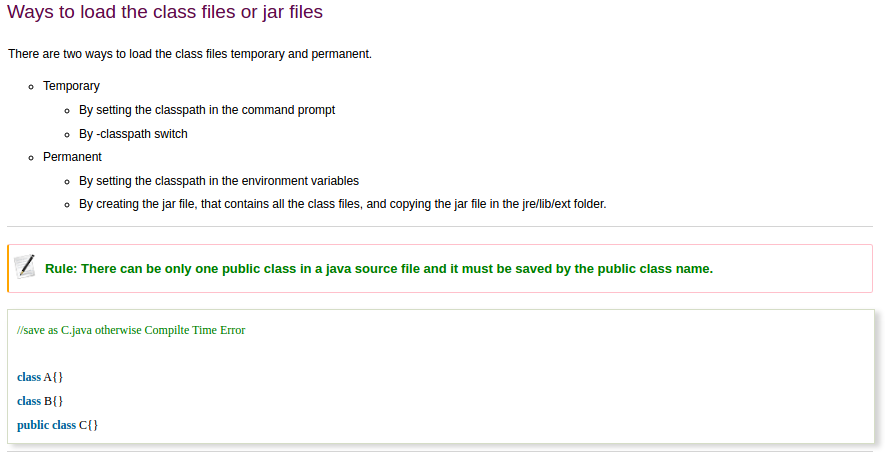 Ways to load the class files or jar files
There are two ways to load the class files temporary and permanent.
Temporary
By setting the classpath in the command prompt
By -classpath switch
Permanent
By setting the classpath in the environment variables
By creating the jar file, that contains all the class files, and copying the jar file in the jre/lib/ext folder.
Rule: There can be only one public class in a java source file and it must be saved by the public class name.
//save as C.java otherwise Compilte Time Error
class A{}
class B{}
public class C{}